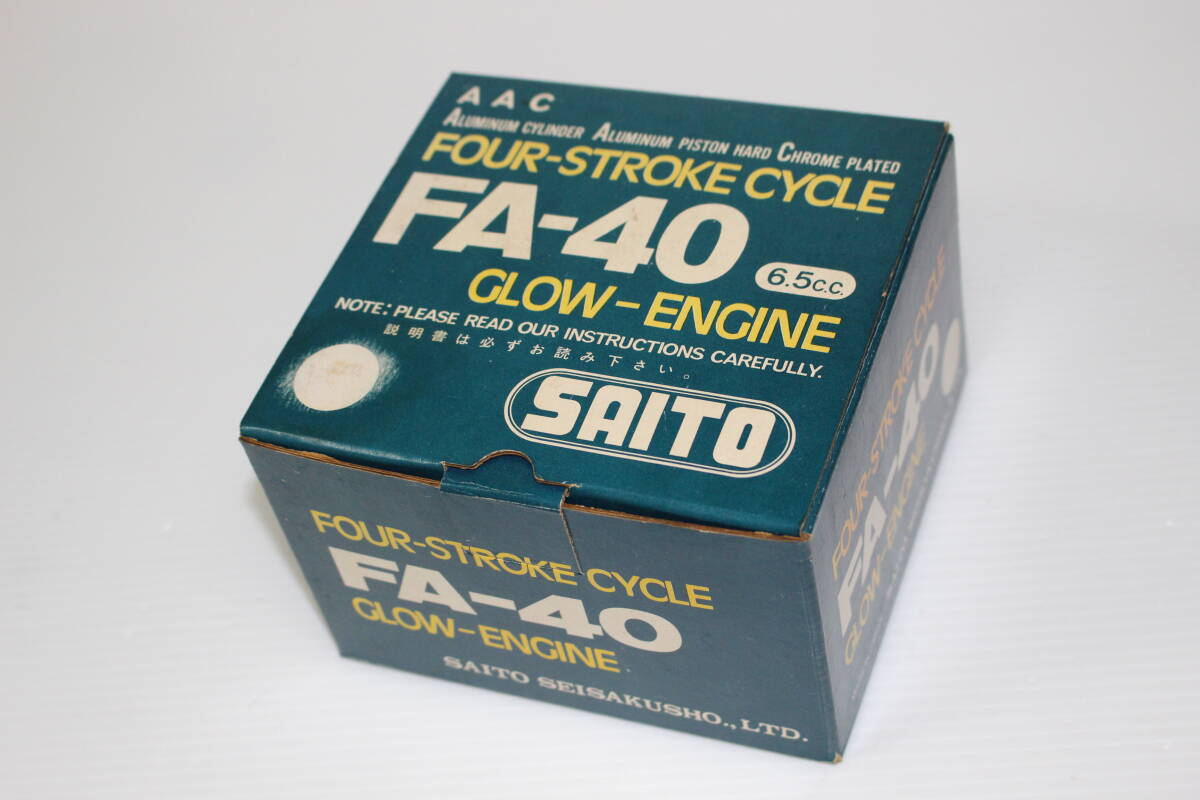 AAC
ALUMINUM CYLINDER ALUMINUM PISTON HARD CHROME PLATED
FOUR-STROKE CYCLE
FA-40
6.5c.c.
GLOW-ENGINE
NOTE: PLEASE READ OUR INSTRUCTIONS CAREFULLY.
説明書は必ずお読み下さい。
SAITO
FOUR-STROKE CYCLE
FA-40
GLOW-ENGINE
SAITO SEISAKUSHO., LTD.
FOUR-STROKE CYCLE
FA-40
GLOW-ENGINE